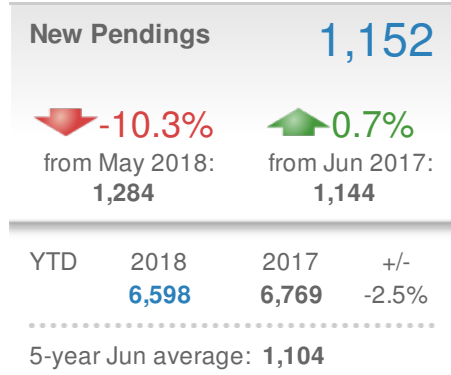 New Pendings 1,152
-10.3% 0.7%
from May 2018: from Jun 2017:
1,284 1,144
YTD 2018 2017 +/-
6,598 6,769 -2.5%
5-year Jun average: 1,104